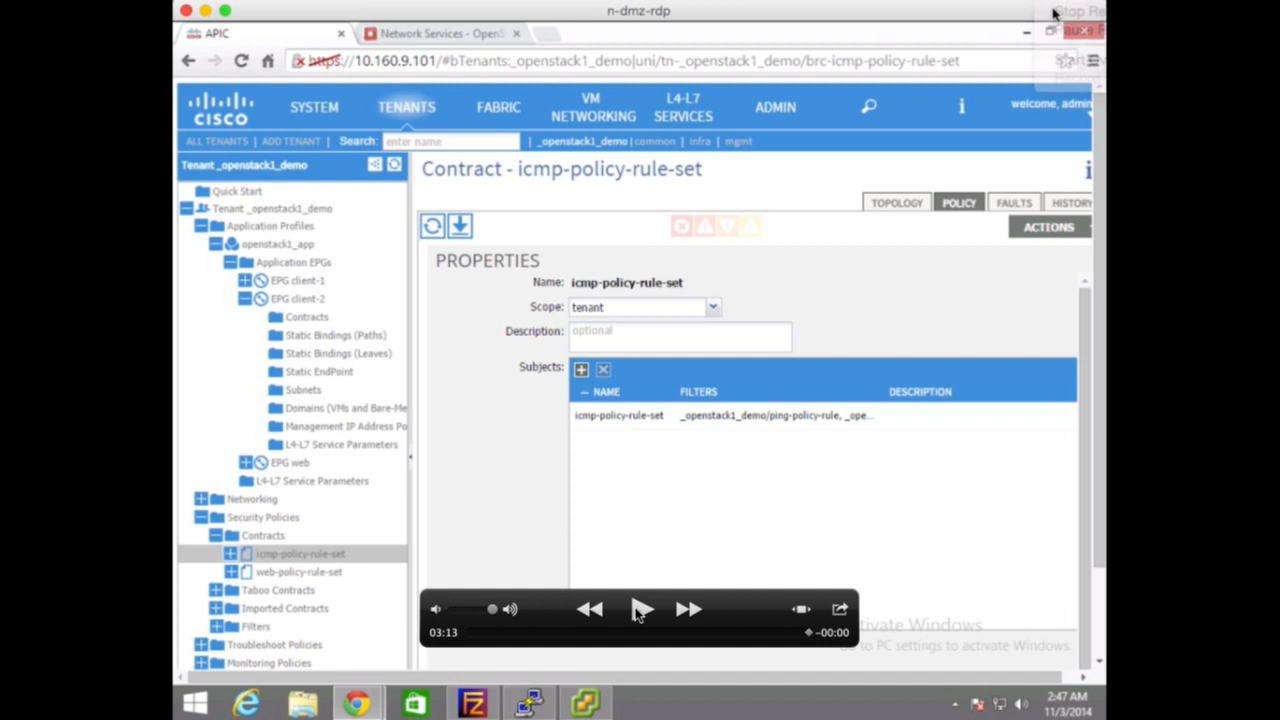 n-dmz-rdp
Stop Re
Pause R
APIC
Network Services - OpenS
https://10.160.9.101/#bTenants:_openstack1_demo|uni/tn-_openstack1_demo/brc-icmp-policy-rule-set
CISCO
SYSTEM
TENANTS
FABRIC
VM NETWORKING
L4-L7 SERVICES
ADMIN
welcome, admin
ALL TENANTS | ADD TENANT |
Search: enter name
| _openstack1_demo | common | infra | mgmt
Tenant _openstack1_demo
Quick Start
Tenant _openstack1_demo
Application Profiles
openstack1_app
Application EPGs
EPG client-1
EPG client-2
Contracts
Static Bindings (Paths)
Static Bindings (Leaves)
Static EndPoint
Subnets
Domains (VMs and Bare-Me
Management IP Address Po
L4-L7 Service Parameters
EPG web
L4-L7 Service Parameters
Networking
Security Policies
Contracts
icmp-policy-rule-set
web-policy-rule-set
Taboo Contracts
Imported Contracts
Filters
Troubleshoot Policies
Monitoring Policies
Contract - icmp-policy-rule-set
i
TOPOLOGY
POLICY
FAULTS
HISTORY
ACTIONS
PROPERTIES
Name: icmp-policy-rule-set
Scope: tenant
Description: optional
Subjects:
NAME
FILTERS
DESCRIPTION
icmp-policy-rule-set
_openstack1_demo/ping-policy-rule, _ope...
03:13
-00:00
ivate Windows
to PC settings to activate Windows.
2:47 AM
11/3/2014